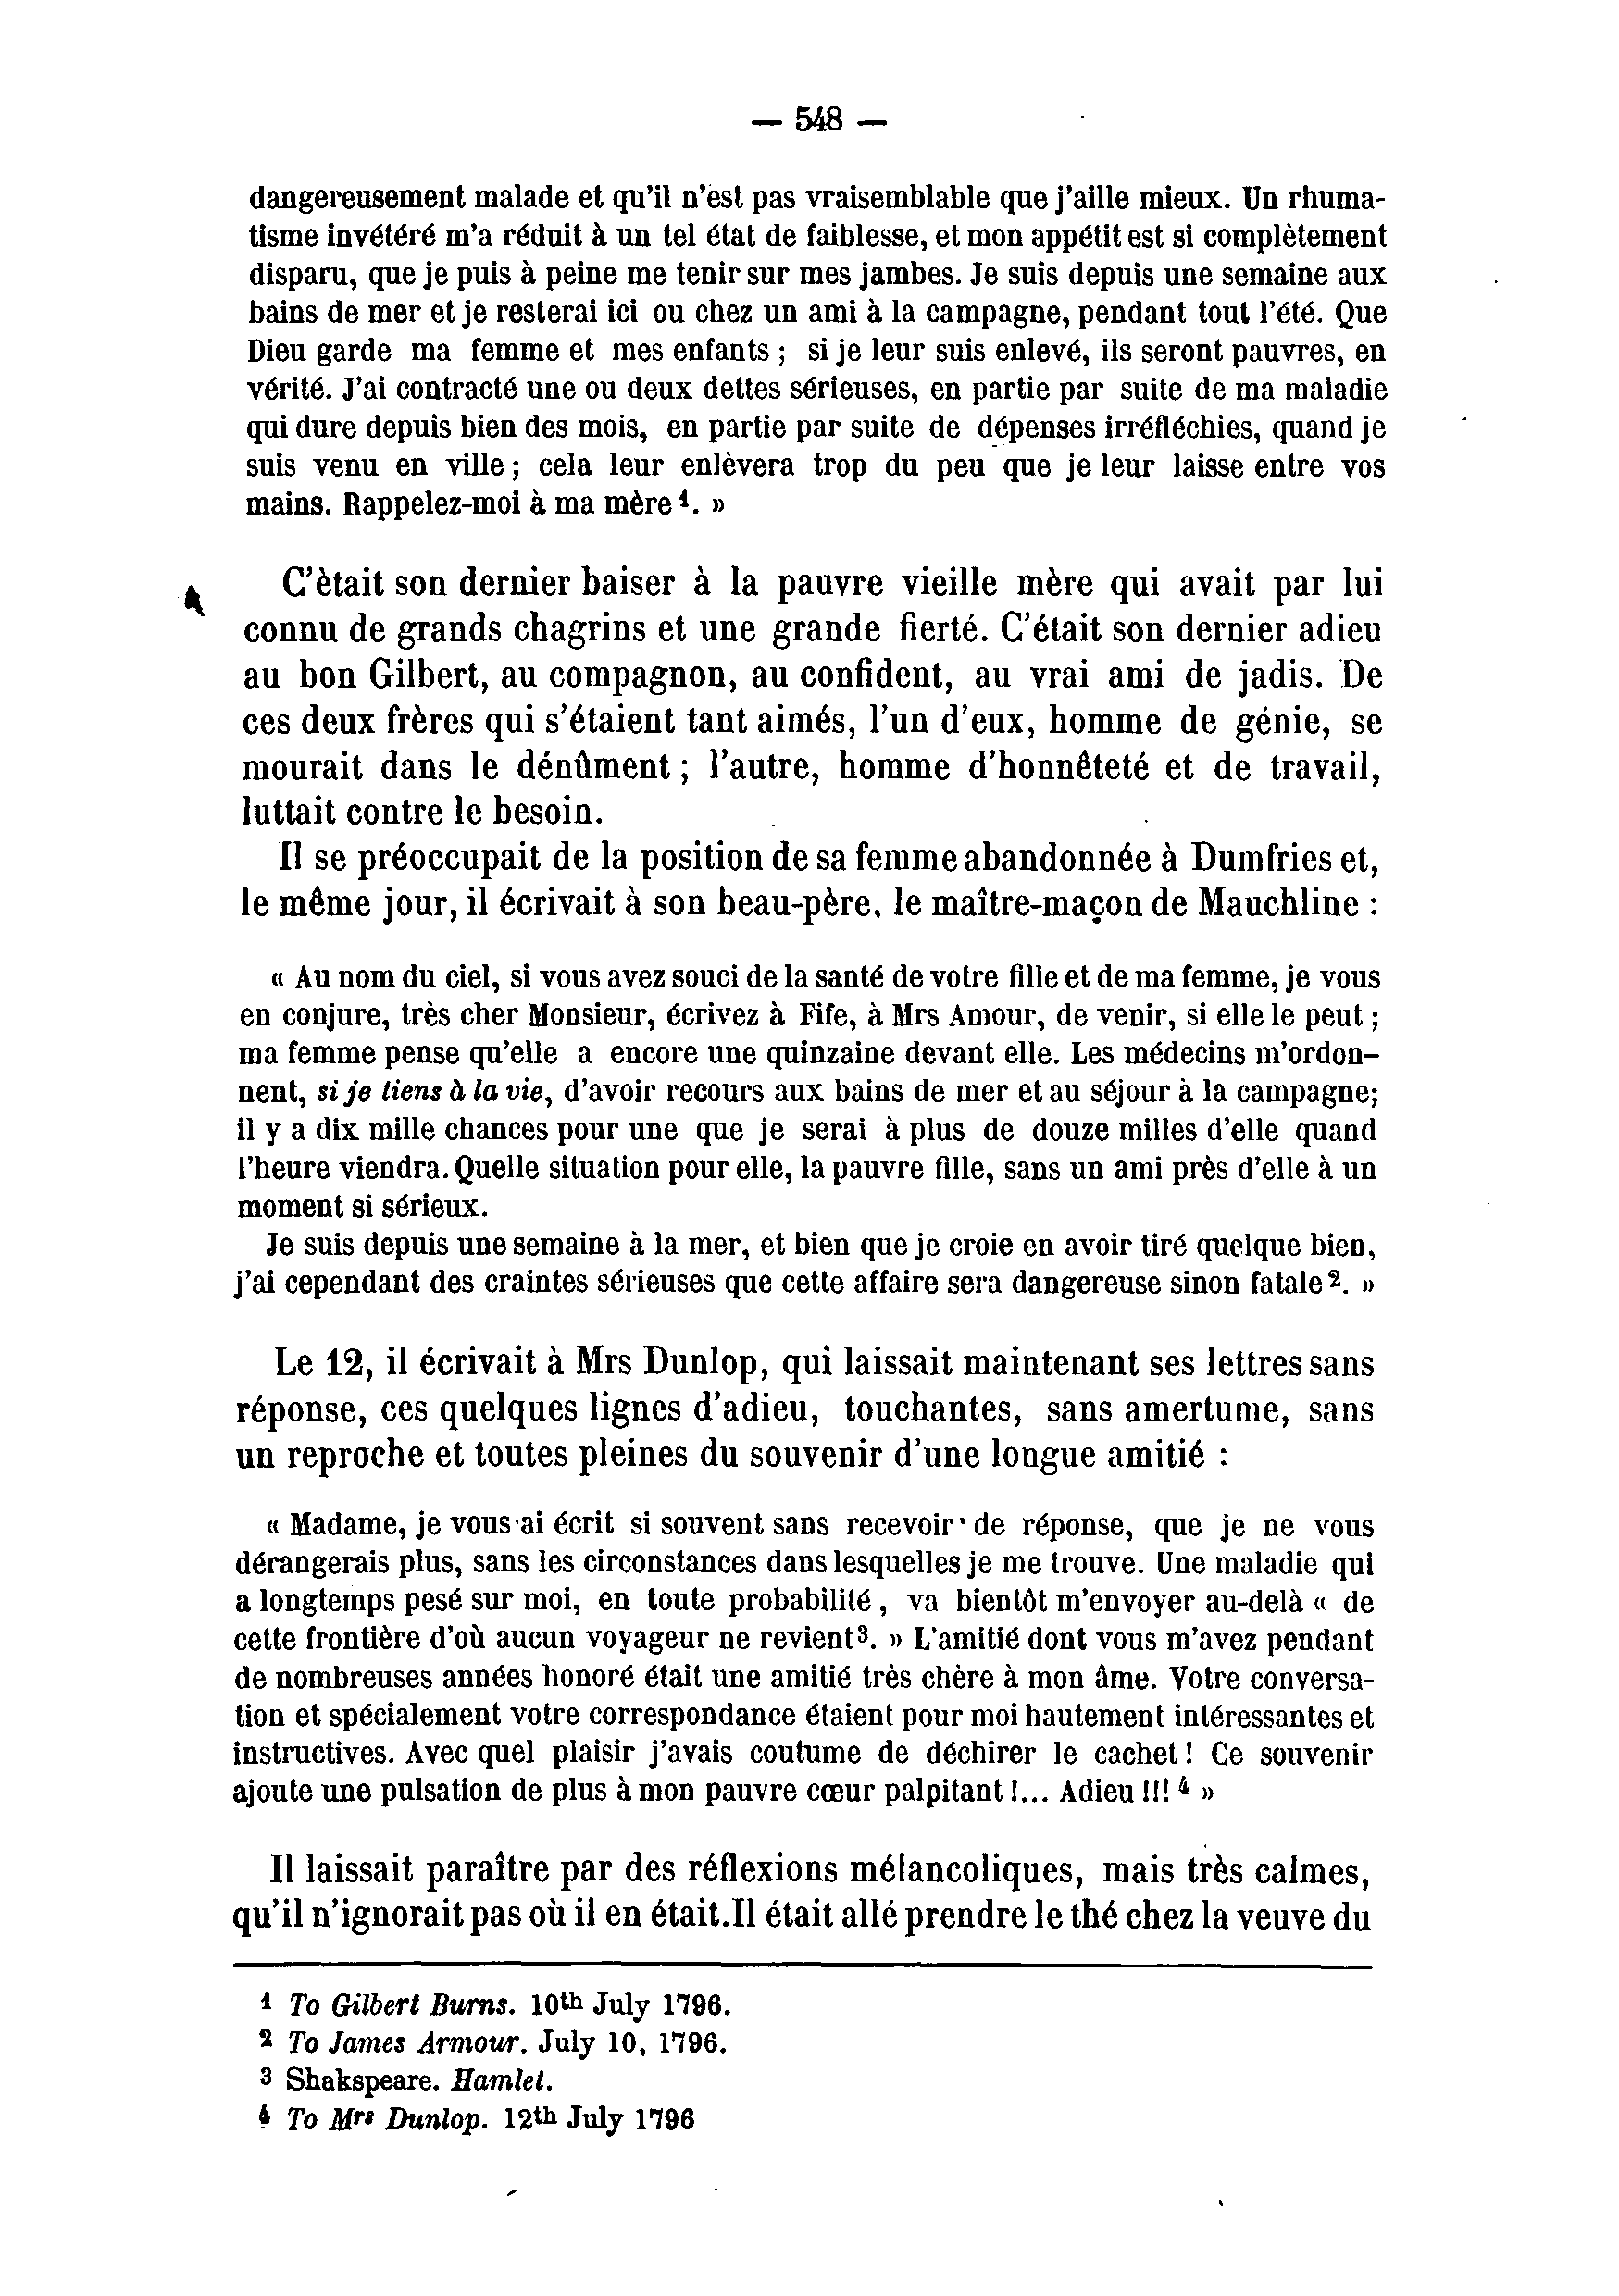 — 548 —
dangereusement malade et qu'il n'est pas vraisemblable que j'aille mieux. Un rhuma-
tisme invétéré m'a réduit à un tel état de faiblesse, et mon appétit est si complètement
disparu, que je puis à peine me tenir sur mes jambes. Je suis depuis une semaine aux
bains de mer et je resterai ici ou chez un ami à la campagne, pendant tout l'été. Que
Dieu garde ma femme et mes enfants ; si je leur suis enlevé, ils seront pauvres, en
vérité. J'ai contracté une ou deux dettes sérieuses, en partie par suite de ma maladie
qui dure depuis bien des mois, en partie par suite de dépenses irréfléchies, quand je
suis venu en ville ; cela leur enlèvera trop du peu que je leur laisse entre vos
mains. Rappelez-moi à ma mère ¹. »
C'ètait son dernier baiser à la pauvre vieille mère qui avait par lui
connu de grands chagrins et une grande fierté. C'était son dernier adieu
au bon Gilbert, au compagnon, au confident, au vrai ami de jadis. De
ces deux frères qui s'étaient tant aimés, l'un d'eux, homme de génie, se
mourait dans le dénûment ; l'autre, homme d'honnêteté et de travail,
luttait contre le besoin.
Il se préoccupait de la position de sa femme abandonnée à Dumfries et,
le même jour, il écrivait à son beau-père, le maître-maçon de Mauchline :
« Au nom du ciel, si vous avez souci de la santé de votre fille et de ma femme, je vous
en conjure, très cher Monsieur, écrivez à Fife, à Mrs Amour, de venir, si elle le peut ;
ma femme pense qu'elle a encore une quinzaine devant elle. Les médecins m'ordon-
nent, si je tiens à la vie, d'avoir recours aux bains de mer et au séjour à la campagne;
il y a dix mille chances pour une que je serai à plus de douze milles d'elle quand
l'heure viendra. Quelle situation pour elle, la pauvre fille, sans un ami près d'elle à un
moment si sérieux.
Je suis depuis une semaine à la mer, et bien que je croie en avoir tiré quelque bien,
j'ai cependant des craintes sérieuses que cette affaire sera dangereuse sinon fatale ². »
Le 12, il écrivait à Mrs Dunlop, qui laissait maintenant ses lettres sans
réponse, ces quelques lignes d'adieu, touchantes, sans amertume, sans
un reproche et toutes pleines du souvenir d'une longue amitié :
« Madame, je vous ai écrit si souvent sans recevoir de réponse, que je ne vous
dérangerais plus, sans les circonstances dans lesquelles je me trouve. Une maladie qui
a longtemps pesé sur moi, en toute probabilité , va bientôt m'envoyer au-delà « de
cette frontière d'où aucun voyageur ne revient³. » L'amitié dont vous m'avez pendant
de nombreuses années honoré était une amitié très chère à mon âme. Votre conversa-
tion et spécialement votre correspondance étaient pour moi hautement intéressantes et
instructives. Avec quel plaisir j'avais coutume de déchirer le cachet ! Ce souvenir
ajoute une pulsation de plus à mon pauvre cœur palpitant !... Adieu !!! ⁴ »
Il laissait paraître par des réflexions mélancoliques, mais très calmes,
qu'il n'ignorait pas où il en était. Il était allé prendre le thé chez la veuve du
¹ To Gilbert Burns. 10th July 1796.
² To James Armour. July 10, 1796.
³ Shakspeare. Hamlet.
⁴ To Mrs Dunlop. 12th July 1796